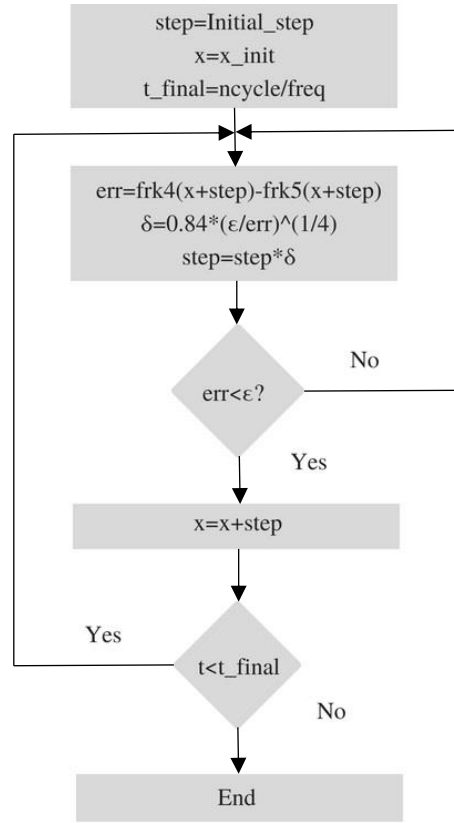 step=Initial_step
x=x_init
t_final=ncycle/freq
err=frk4(x+step)-frk5(x+step)
δ=0.84*(ε/err)^(1/4)
step=step*δ
No
err<ε?
Yes
x=x+step
Yes
t<t_final
No
End